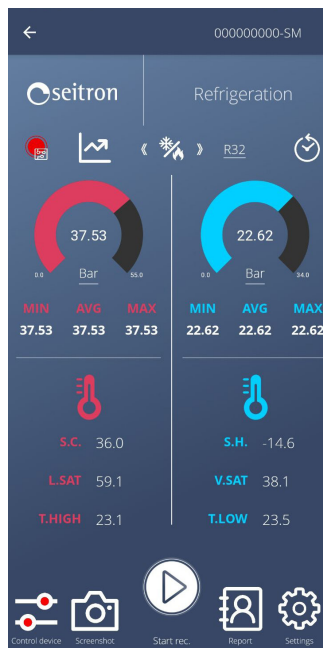 000000000-SM
seitron Refrigeration
R32
37.53 22.62
0.0 Bar 55.0 0.0 Bar 34.0
MIN AVG MAX MIN AVG MAX
37.53 37.53 37.53 22.62 22.62 22.62
S.C. 36.0 S.H. -14.6
L.SAT 59.1 V.SAT 38.1
T.HIGH 23.1 T.LOW 23.5
Control device Screenshot Start rec. Report Settings